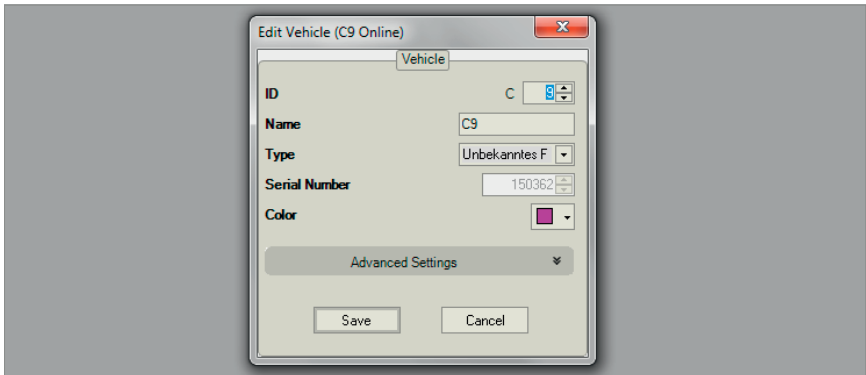 Edit Vehicle (C9 Online)
Vehicle
ID C 9
Name C9
Type Unbekanntes F
Serial Number 150362
Color
Advanced Settings
Save Cancel